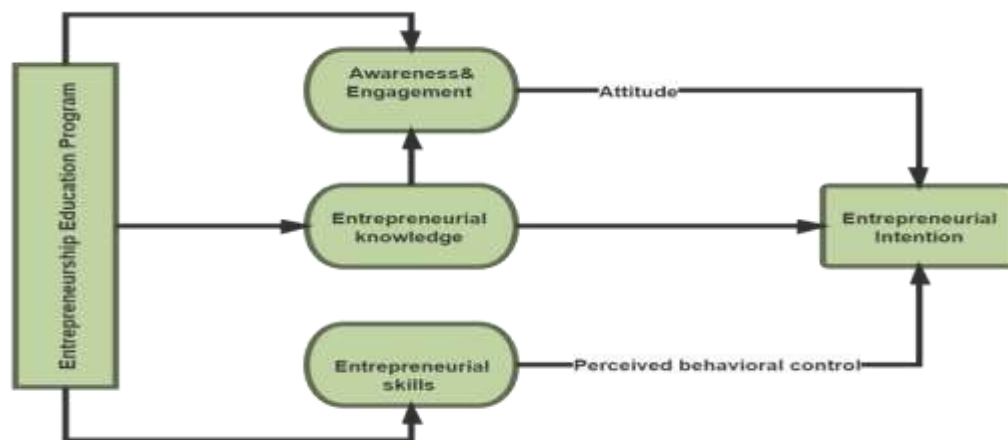 Entrepreneurship Education Program
Awareness&
Engagement
Attitude
Entrepreneurial
knowledge
Entrepreneurial
Intention
Entrepreneurial
skills
Perceived behavioral control